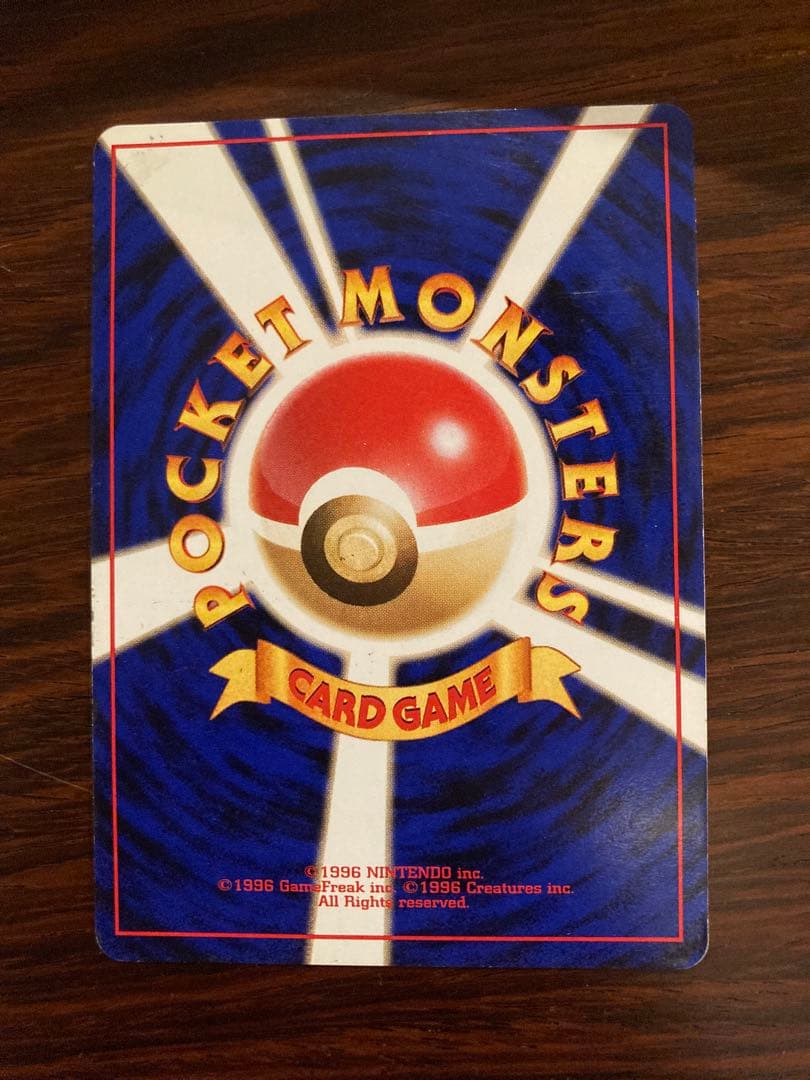 POCKET MONSTERS
CARD GAME
©1996 NINTENDO inc.
©1996 GameFreak inc. ©1996 Creatures inc.
All Rights reserved.